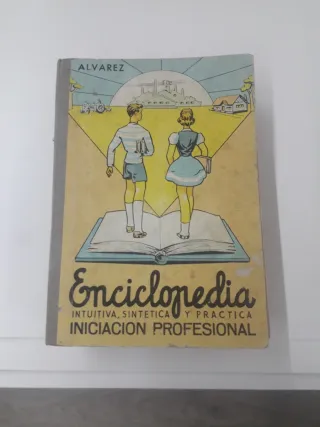 ALVAREZ
Enciclopedia
INTUITIVA, SINTETICA Y PRACTICA
INICIACION PROFESIONAL